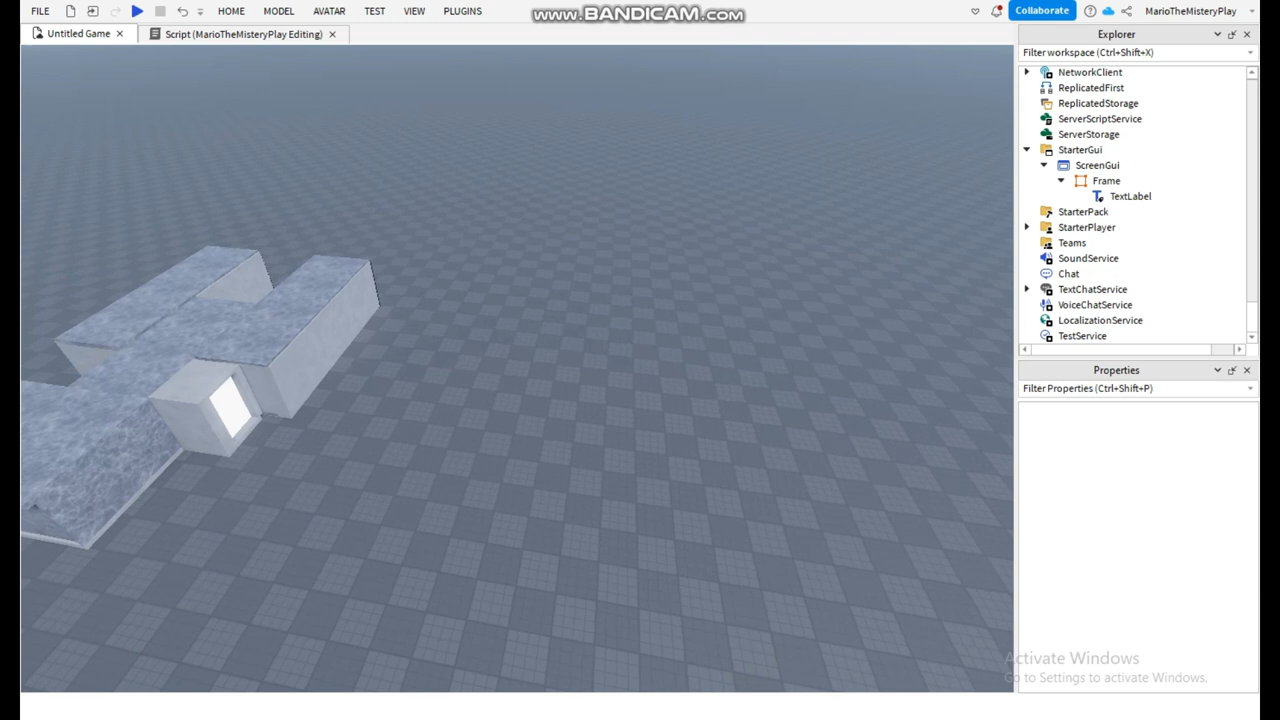 FILE HOME MODEL AVATAR TEST VIEW PLUGINS www.BANDICAM.com Collaborate MarioTheMisteryPlay
Untitled Game Script (MarioTheMisteryPlay Editing)
Explorer
Filter workspace (Ctrl+Shift+X)
NetworkClient
ReplicatedFirst
ReplicatedStorage
ServerScriptService
ServerStorage
StarterGui
ScreenGui
Frame
TextLabel
StarterPack
StarterPlayer
Teams
SoundService
Chat
TextChatService
VoiceChatService
LocalizationService
TestService
Properties
Filter Properties (Ctrl+Shift+P)
Activate Windows
Go to Settings to activate Windows.